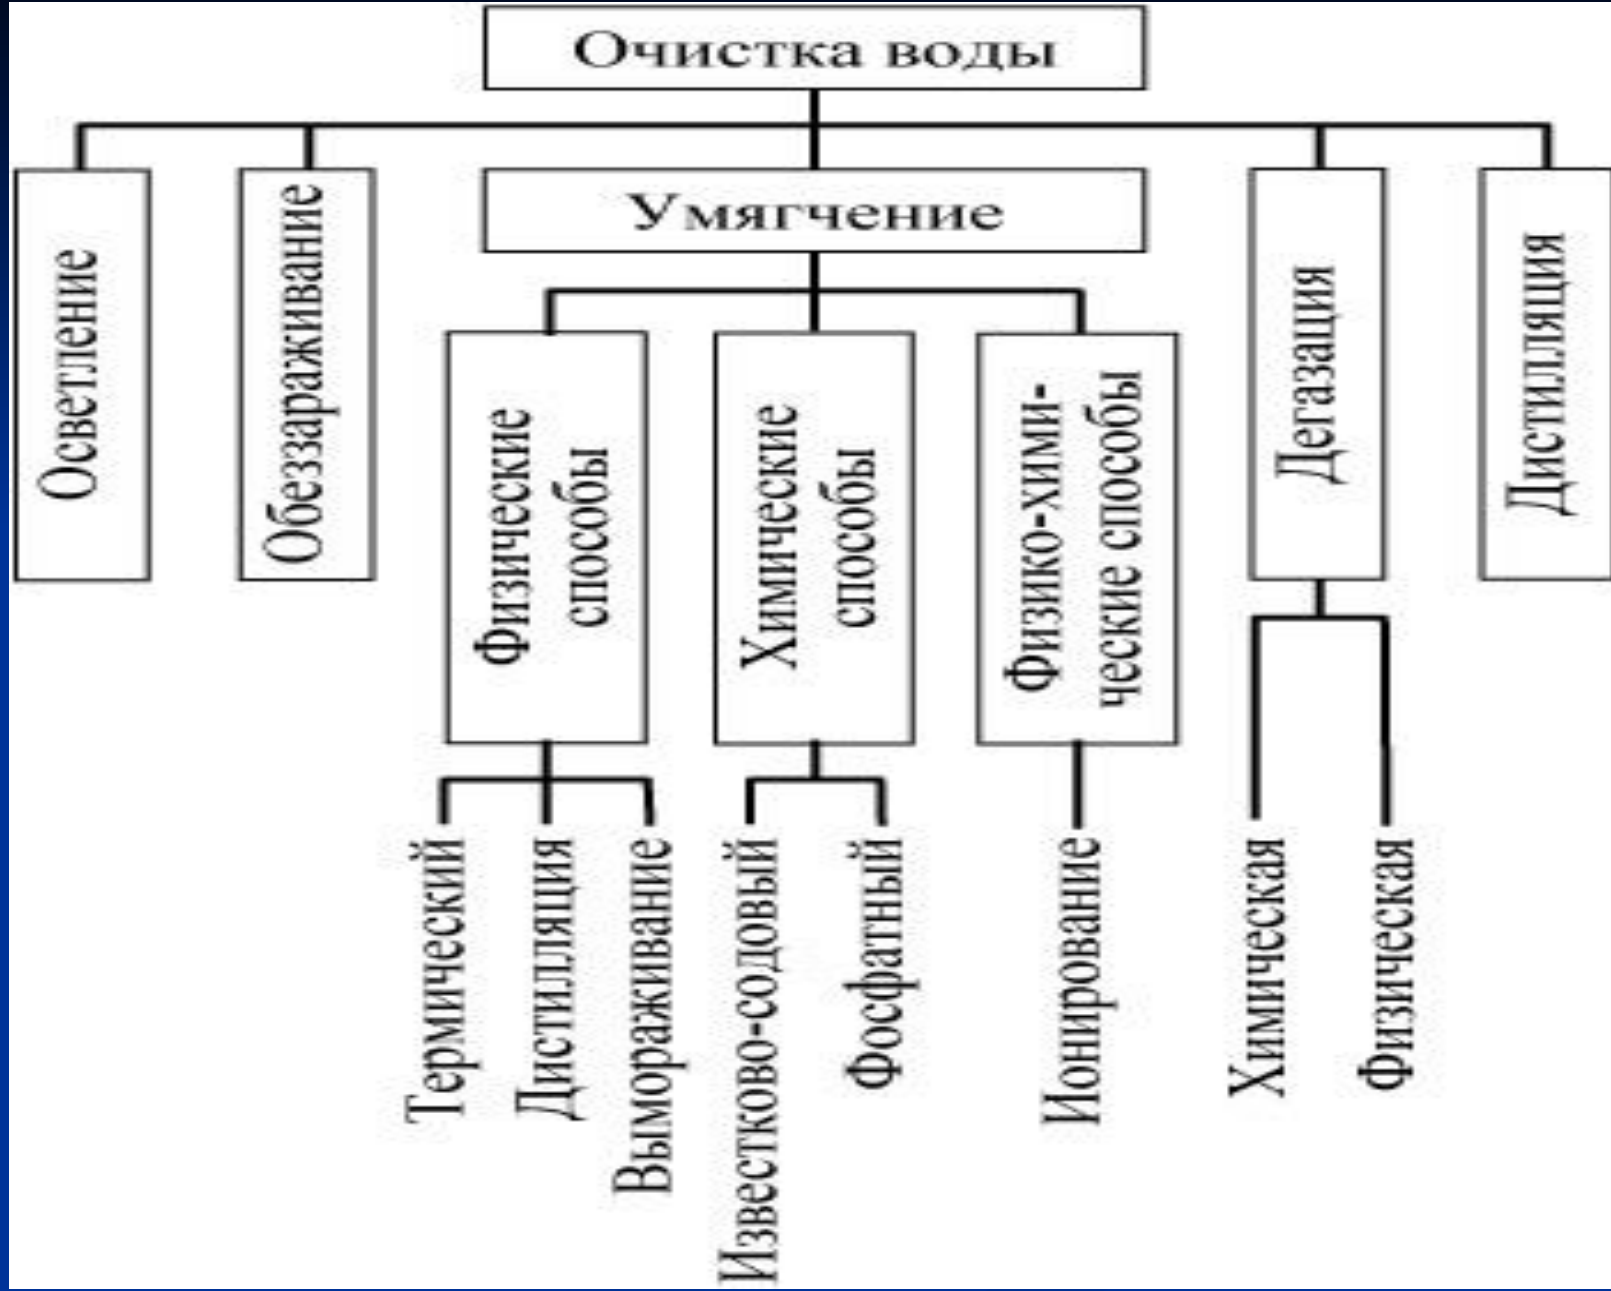 Очистка воды
Осветление
Обеззараживание
Умягчение
Дегазация
Дистилляция
Физические
способы
Химические
способы
Физико-хими-
ческие способы
Термический
Дистилляция
Вымораживание
Известково-содовый
Фосфатный
Ионирование
Химическая
Физическая